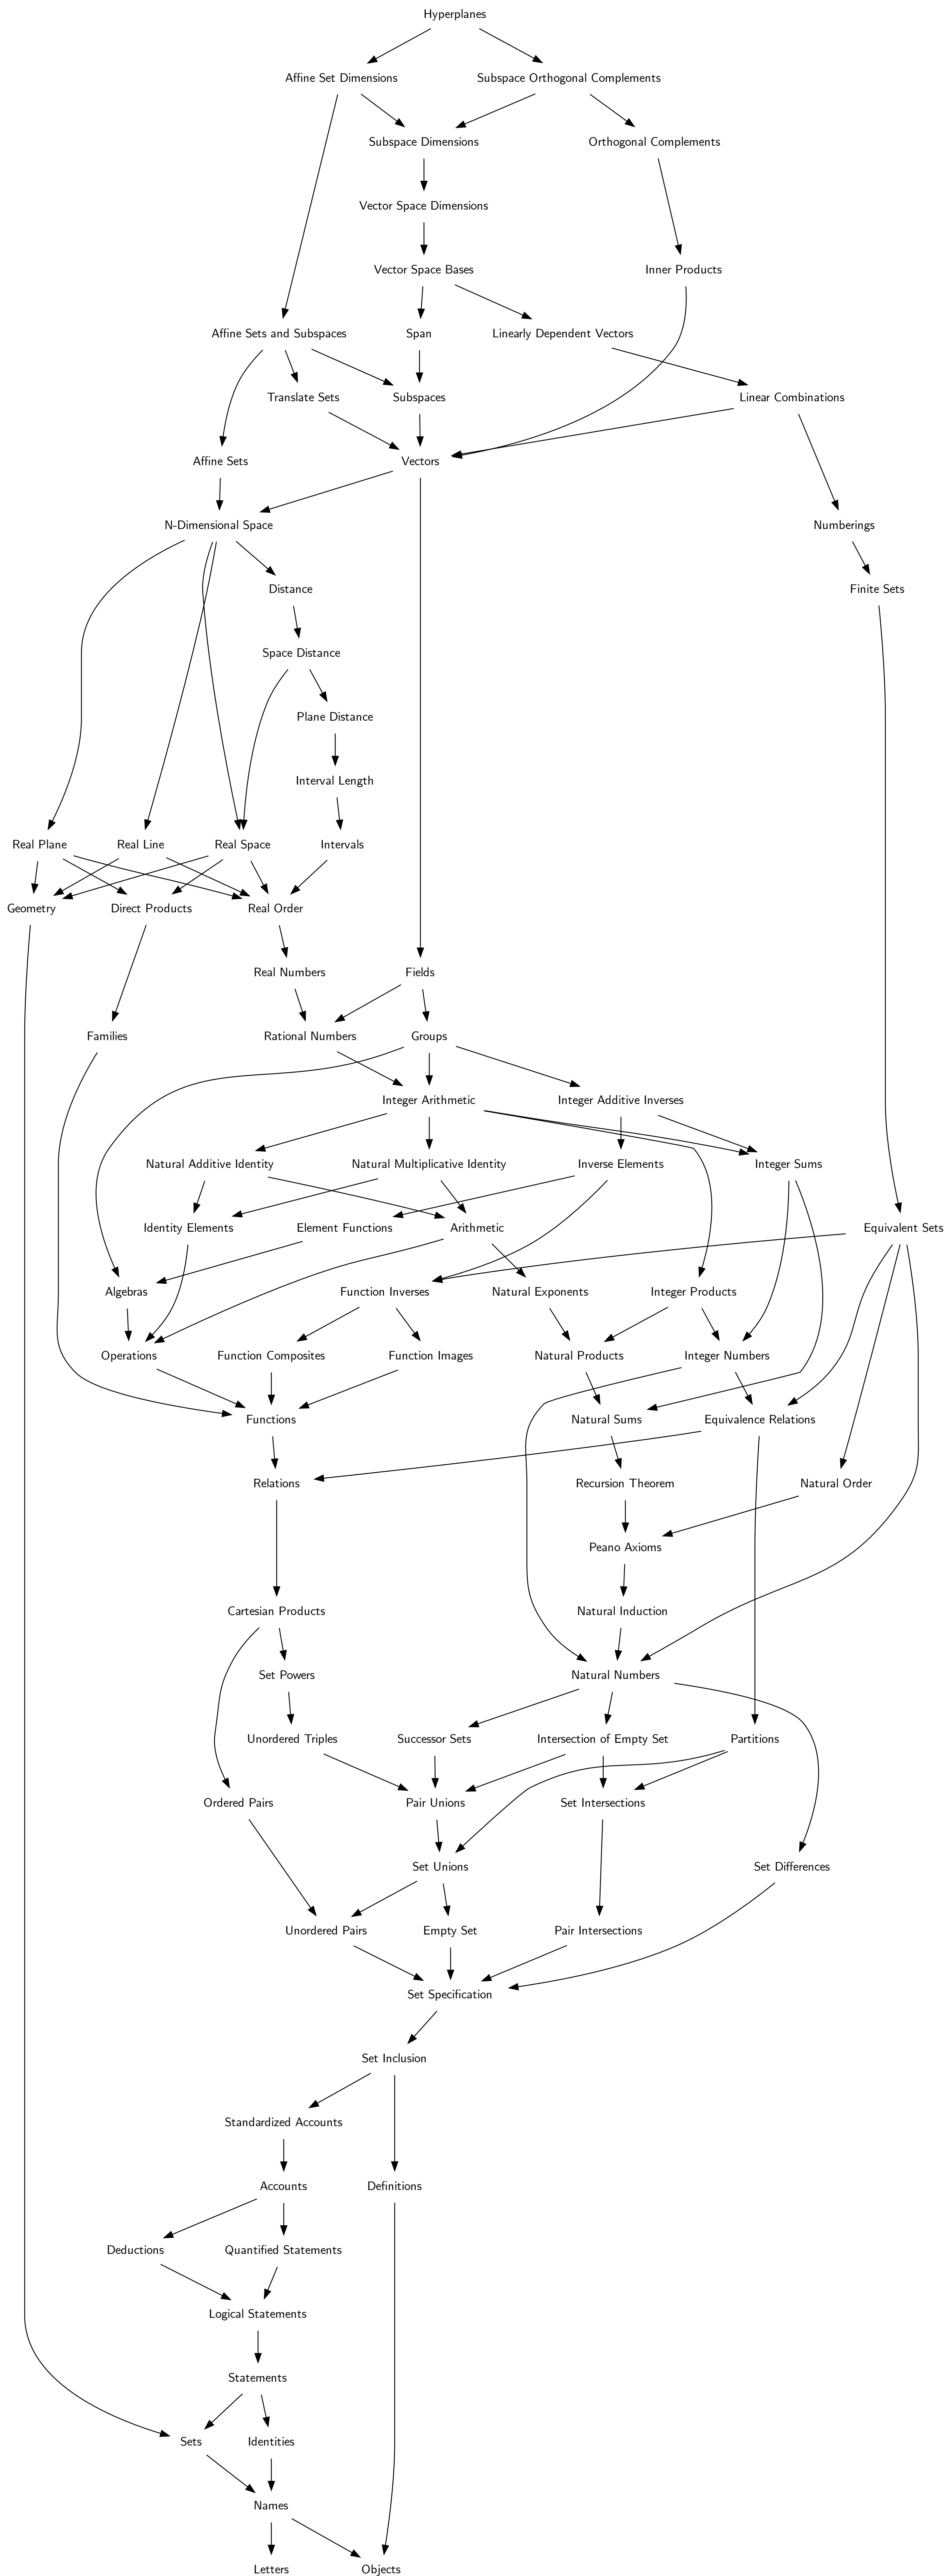 Hyperplanes
Affine Set Dimensions
Subspace Orthogonal Complements
Subspace Dimensions
Orthogonal Complements
Vector Space Dimensions
Vector Space Bases
Inner Products
Affine Sets and Subspaces
Span
Linearly Dependent Vectors
Translate Sets
Subspaces
Linear Combinations
Affine Sets
Vectors
N-Dimensional Space
Numberings
Distance
Finite Sets
Space Distance
Plane Distance
Interval Length
Real Plane
Real Line
Real Space
Intervals
Geometry
Direct Products
Real Order
Real Numbers
Fields
Families
Rational Numbers
Groups
Integer Arithmetic
Integer Additive Inverses
Natural Additive Identity
Natural Multiplicative Identity
Inverse Elements
Integer Sums
Identity Elements
Element Functions
Arithmetic
Equivalent Sets
Algebras
Function Inverses
Natural Exponents
Integer Products
Operations
Function Composites
Function Images
Natural Products
Integer Numbers
Functions
Natural Sums
Equivalence Relations
Relations
Recursion Theorem
Natural Order
Peano Axioms
Cartesian Products
Natural Induction
Set Powers
Natural Numbers
Unordered Triples
Successor Sets
Intersection of Empty Set
Partitions
Ordered Pairs
Pair Unions
Set Intersections
Set Unions
Set Differences
Unordered Pairs
Empty Set
Pair Intersections
Set Specification
Set Inclusion
Standardized Accounts
Accounts
Definitions
Deductions
Quantified Statements
Logical Statements
Statements
Sets
Identities
Names
Letters
Objects